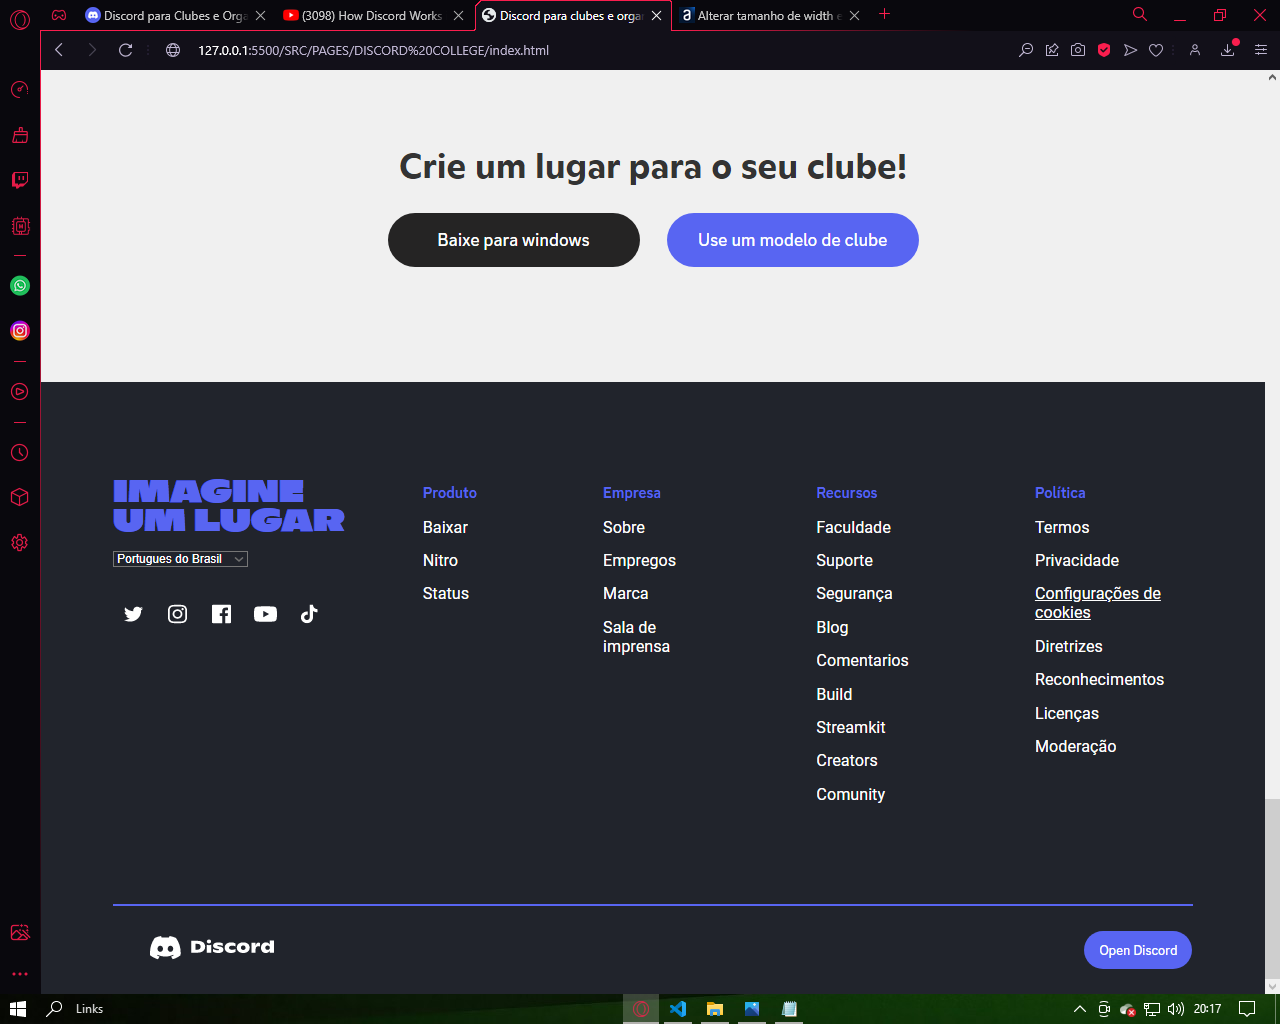 Discord para Clubes e Orga
(3098) How Discord Works
Discord para clubes e orga
Alterar tamanho de width e
127.0.0.1:5500/SRC/PAGES/DISCORD%20COLLEGE/index.html
Crie um lugar para o seu clube!
Baixe para windows
Use um modelo de clube
IMAGINE
UM LUGAR
Portugues do Brasil
Produto
Baixar
Nitro
Status
Empresa
Sobre
Empregos
Marca
Sala de
imprensa
Recursos
Faculdade
Suporte
Segurança
Blog
Comentarios
Build
Streamkit
Creators
Comunity
Política
Termos
Privacidade
Configurações de
cookies
Diretrizes
Reconhecimentos
Licenças
Moderação
Discord
Open Discord
Links
20:17